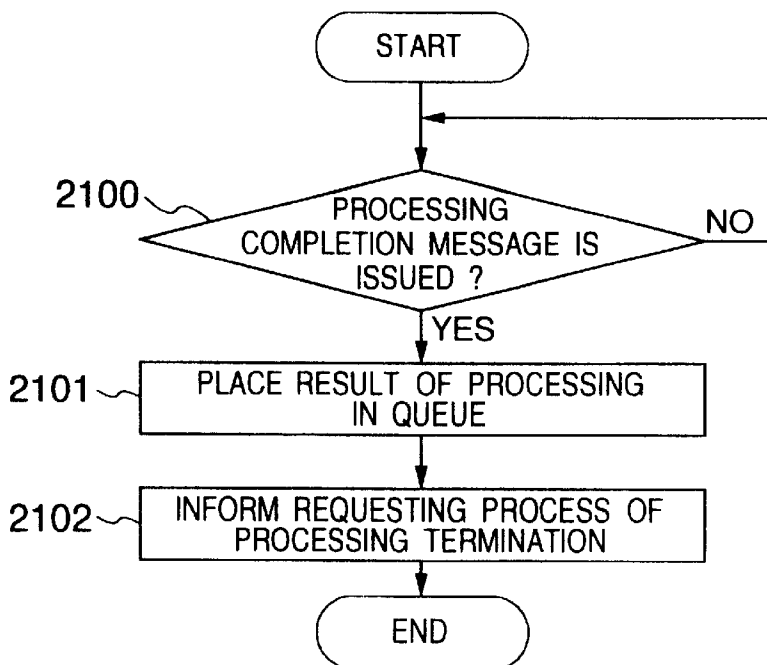 START
2100
PROCESSING
COMPLETION MESSAGE IS
ISSUED ?
NO
YES
2101
PLACE RESULT OF PROCESSING
IN QUEUE
2102
INFORM REQUESTING PROCESS OF
PROCESSING TERMINATION
END